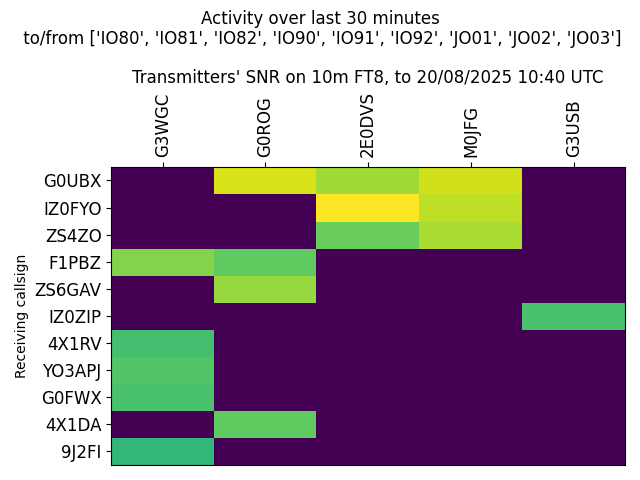 Activity over last 30 minutes
to/from ['IO80', 'IO81', 'IO82', 'IO90', 'IO91', 'IO92', 'JO01', 'JO02', 'JO03']
Transmitters' SNR on 10m FT8, to 20/08/2025 10:40 UTC
G3WGC
G0ROG
2E0DVS
M0JFG
G3USB
Receiving callsign
G0UBX
IZ0FYO
ZS4ZO
F1PBZ
ZS6GAV
IZ0ZIP
4X1RV
YO3APJ
G0FWX
4X1DA
9J2FI